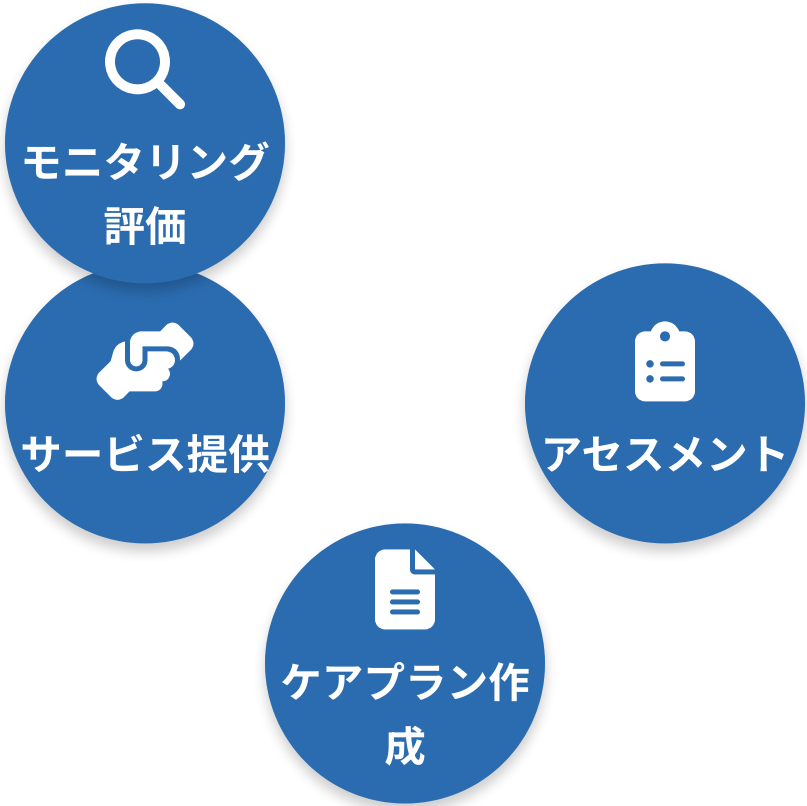 モニタリング
評価
サービス提供
アセスメント
ケアプラン作
成